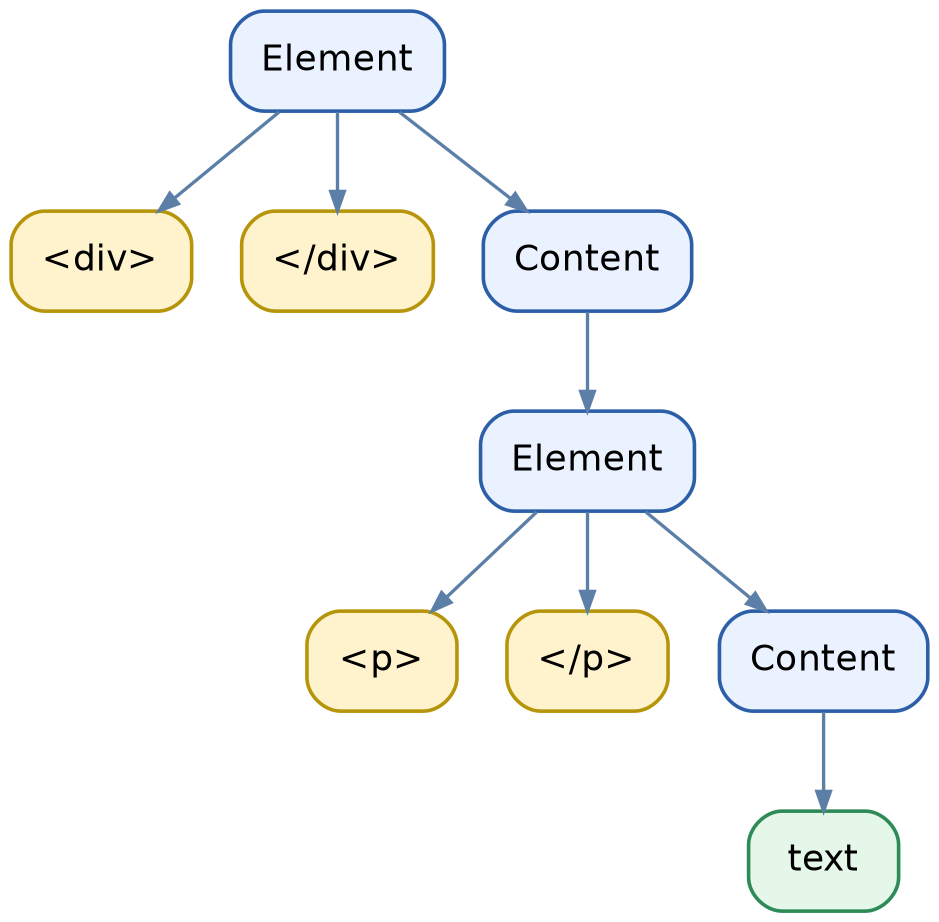 Element
<div>
</div>
Content
Element
<p>
</p>
Content
text